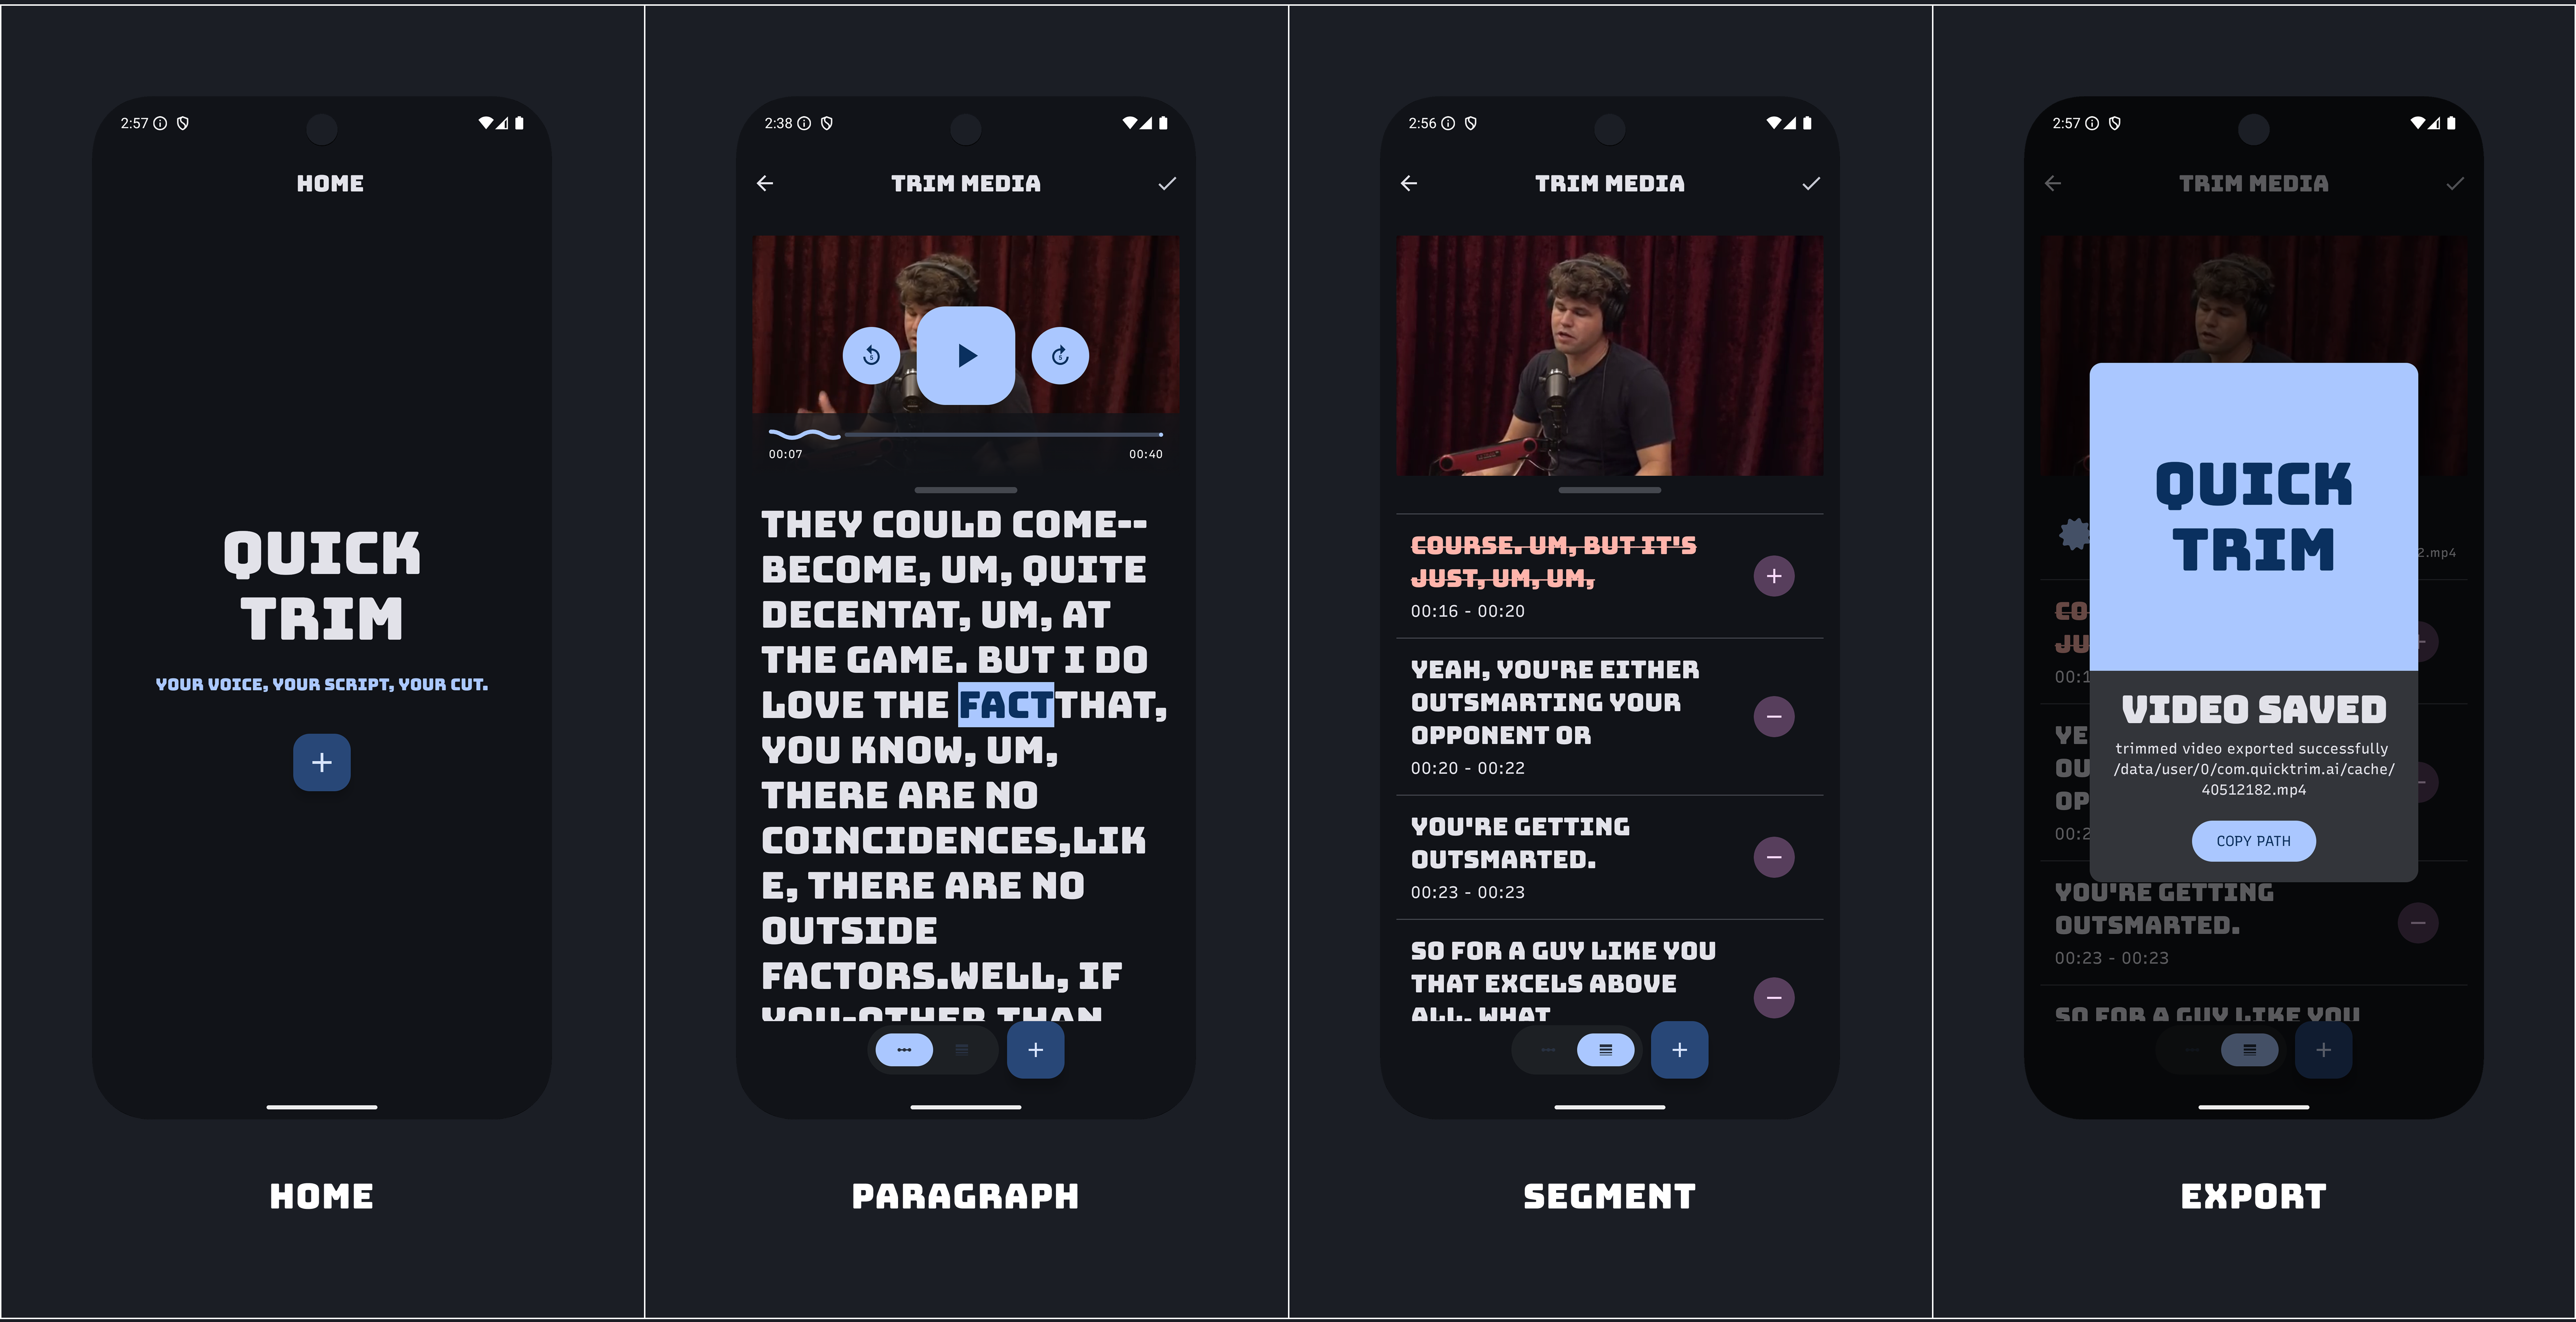 2:57
HOME
QUICK
TRIM
YOUR VOICE, YOUR SCRIPT, YOUR CUT.
HOME
2:38
TRIM MEDIA
5
5
00:07
00:40
THEY COULD COME--
BECOME, UM, QUITE
DECENTAT, UM, AT
THE GAME. BUT I DO
LOVE THE FACTTHAT,
YOU KNOW, UM,
THERE ARE NO
COINCIDENCES,LIK
E, THERE ARE NO
OUTSIDE
FACTORS.WELL, IF
YOU-OTHER THAN
PARAGRAPH
2:56
TRIM MEDIA
COURSE. UM, BUT IT'S
JUST, UM, UM,
00:16 - 00:20
YEAH, YOU'RE EITHER
OUTSMARTING YOUR
OPPONENT OR
00:20 - 00:22
YOU'RE GETTING
OUTSMARTED.
00:23 - 00:23
SO FOR A GUY LIKE YOU
THAT EXCELS ABOVE
ALL, WHAT
SEGMENT
2:57
TRIM MEDIA
QUICK
TRIM
2.mp4
CO
JU
00:1
VIDEO SAVED
YE
trimmed video exported successfully
/data/user/0/com.quicktrim.ai/cache/
40512182.mp4
OU
OP
00:2
COPY PATH
YOU'RE GETTING
OUTSMARTED.
00:23 - 00:23
SO FOR A GUY LIKE YOU
EXPORT